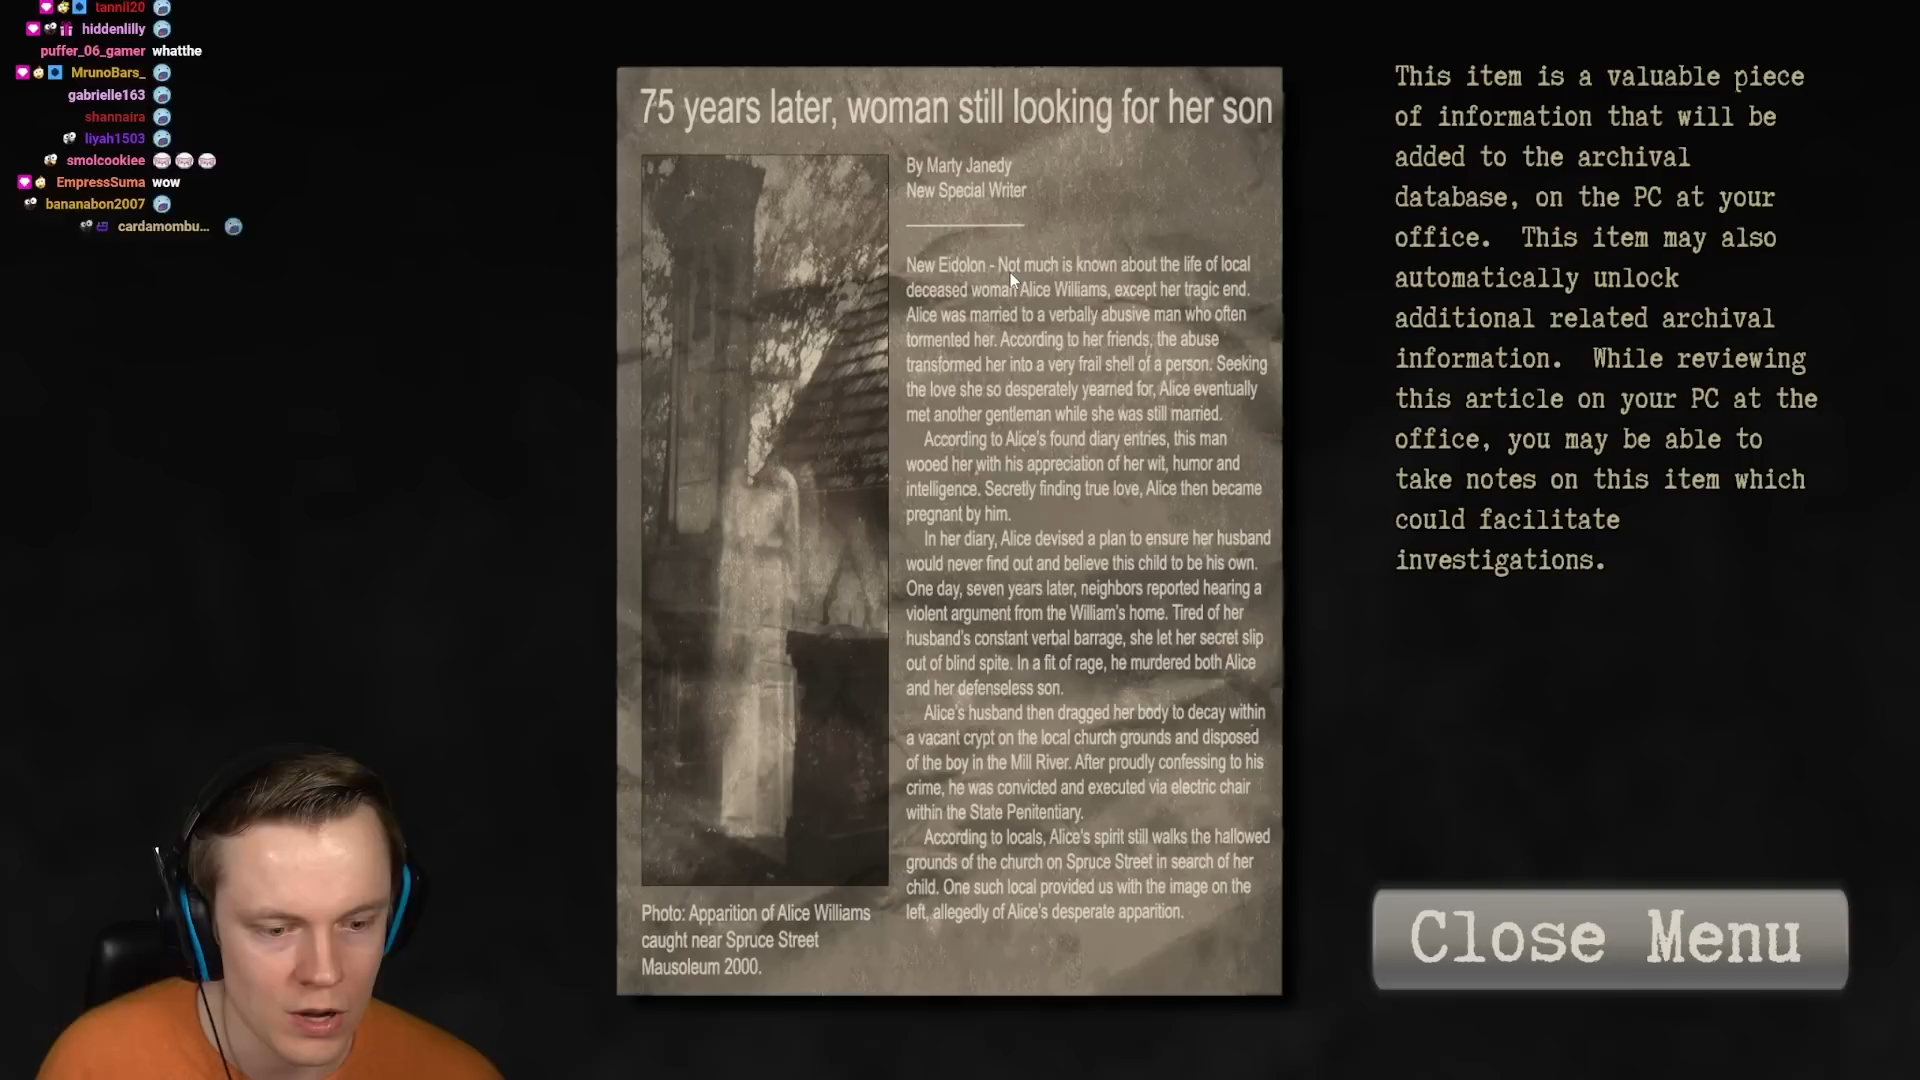 tannii20
hiddenlilly
puffer_06_gamer whatthe
MrunoBars_
gabrielle163
shannaira
liyah1503
smolcookiee
EmpressSuma wow
bananabon2007
cardamombu...
75 years later, woman still looking for her son
By Marty Janedy
New Special Writer
New Eidolon - Not much is known about the life of local
deceased woman Alice Williams, except her tragic end.
Alice was married to a verbally abusive man who often
tormented her. According to her friends, the abuse
transformed her into a very frail shell of a person. Seeking
the love she so desperately yearned for, Alice eventually
met another gentleman while she was still married.
According to Alice's found diary entries, this man
wooed her with his appreciation of her wit, humor and
intelligence. Secretly finding true love, Alice then became
pregnant by him.
In her diary, Alice devised a plan to ensure her husband
would never find out and believe this child to be his own.
One day, seven years later, neighbors reported hearing a
violent argument from the William's home. Tired of her
husband's constant verbal barrage, she let her secret slip
out of blind spite. In a fit of rage, he murdered both Alice
and her defenseless son.
Alice's husband then dragged her body to decay within
a vacant crypt on the local church grounds and disposed
of the boy in the Mill River. After proudly confessing to his
crime, he was convicted and executed via electric chair
within the State Penitentiary.
According to locals, Alice's spirit still walks the hallowed
grounds of the church on Spruce Street in search of her
child. One such local provided us with the image on the
left, allegedly of Alice's desperate apparition.
Photo: Apparition of Alice Williams
caught near Spruce Street
Mausoleum 2000.
This item is a valuable piece
of information that will be
added to the archival
database, on the PC at your
office. This item may also
automatically unlock
additional related archival
information. While reviewing
this article on your PC at the
office, you may be able to
take notes on this item which
could facilitate
investigations.
Close Menu